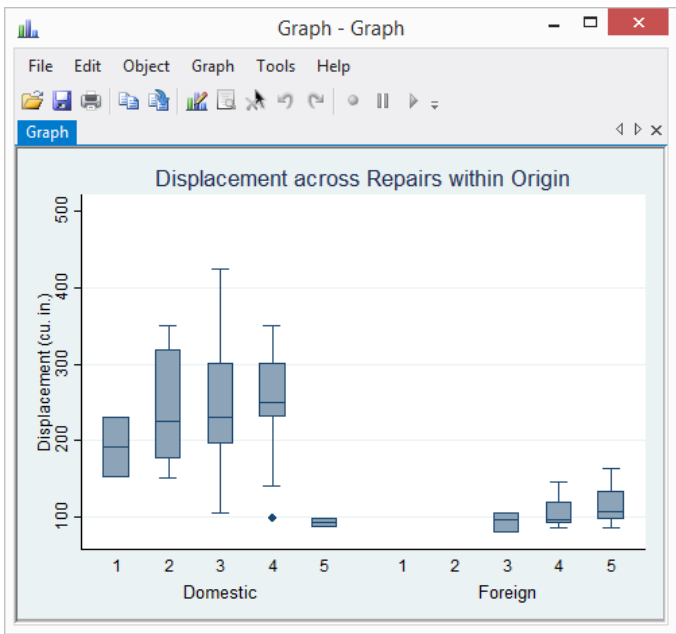 Graph - Graph
File Edit Object Graph Tools Help
Graph
Displacement across Repairs within Origin
Displacement (cu. in.)
500
400
300
200
100
1 2 3 4 5 1 2 3 4 5
Domestic Foreign